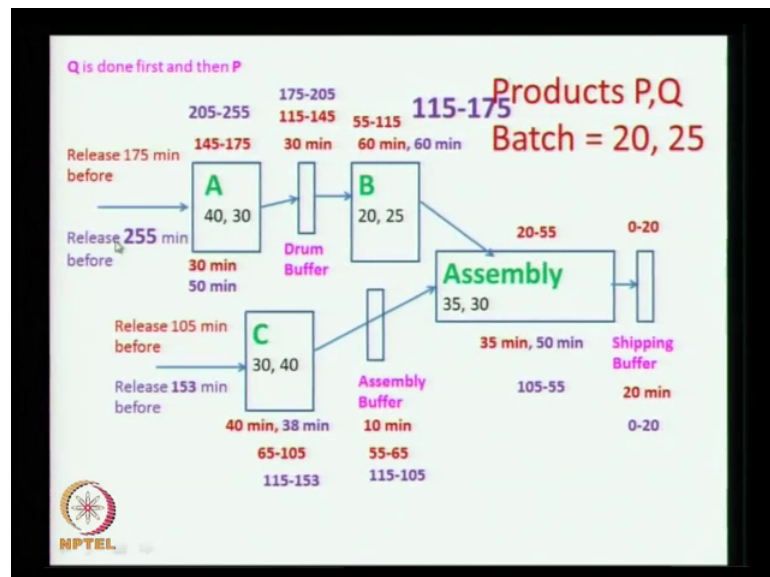 Q is done first and then P
Products P,Q
Batch = 20, 25
175-205
205-255
115-145
55-115
115-175
145-175
30 min
60 min, 60 min
Release 175 min
before
A
40, 30
B
20, 25
Release 255 min
before
Drum
Buffer
30 min
50 min
20-55
0-20
Assembly
35, 30
Release 105 min
before
C
30, 40
Release 153 min
before
35 min, 50 min
Shipping
Buffer
Assembly
Buffer
105-55
20 min
40 min, 38 min
10 min
0-20
65-105
55-65
115-153
115-105
NPTEL